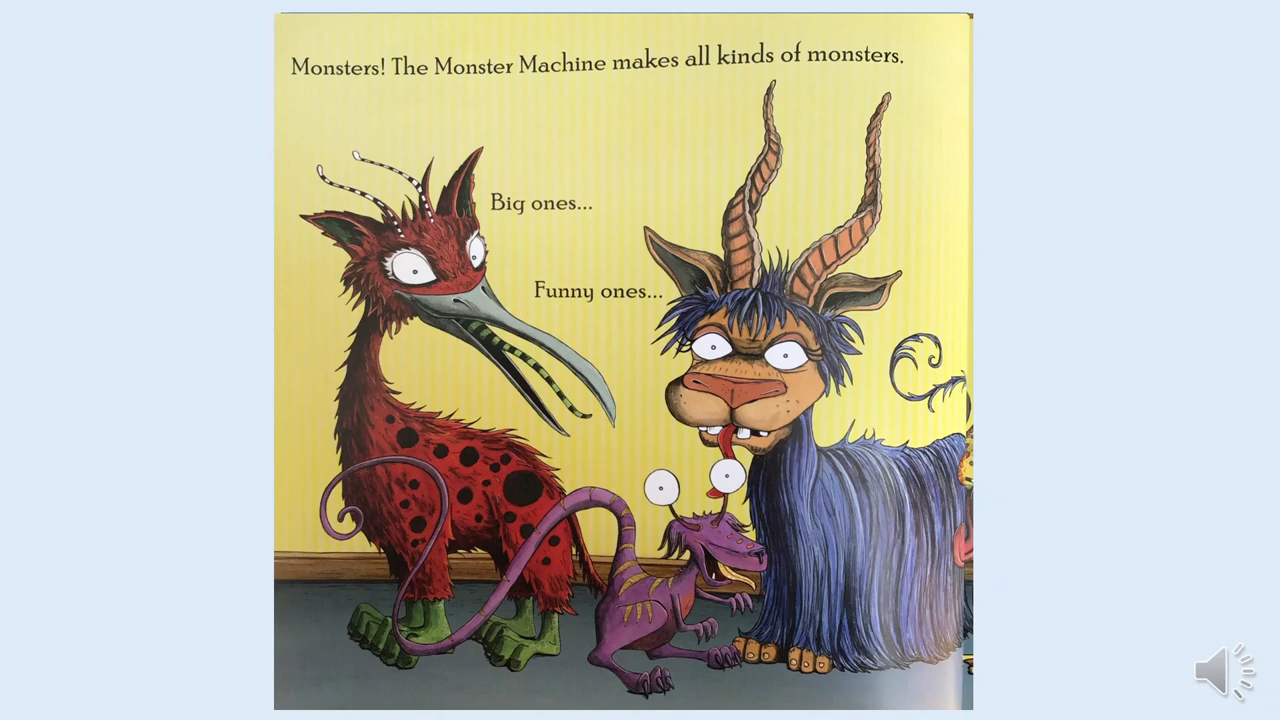 Monsters! The Monster Machine makes all kinds of monsters.
Big ones...
Funny ones...